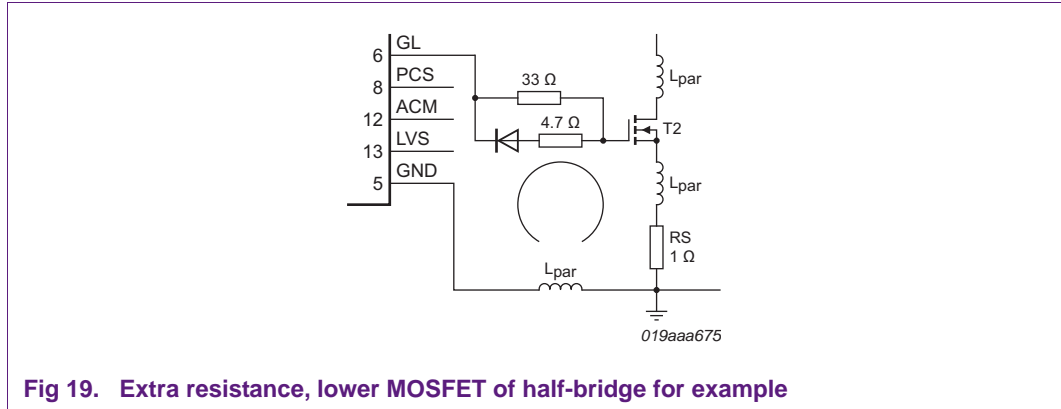 6 GL
8 PCS
12 ACM
13 LVS
5 GND
33 Ω
4.7 Ω
Lpar
T2
Lpar
RS
1 Ω
Lpar
019aaa675
Fig 19. Extra resistance, lower MOSFET of half-bridge for example